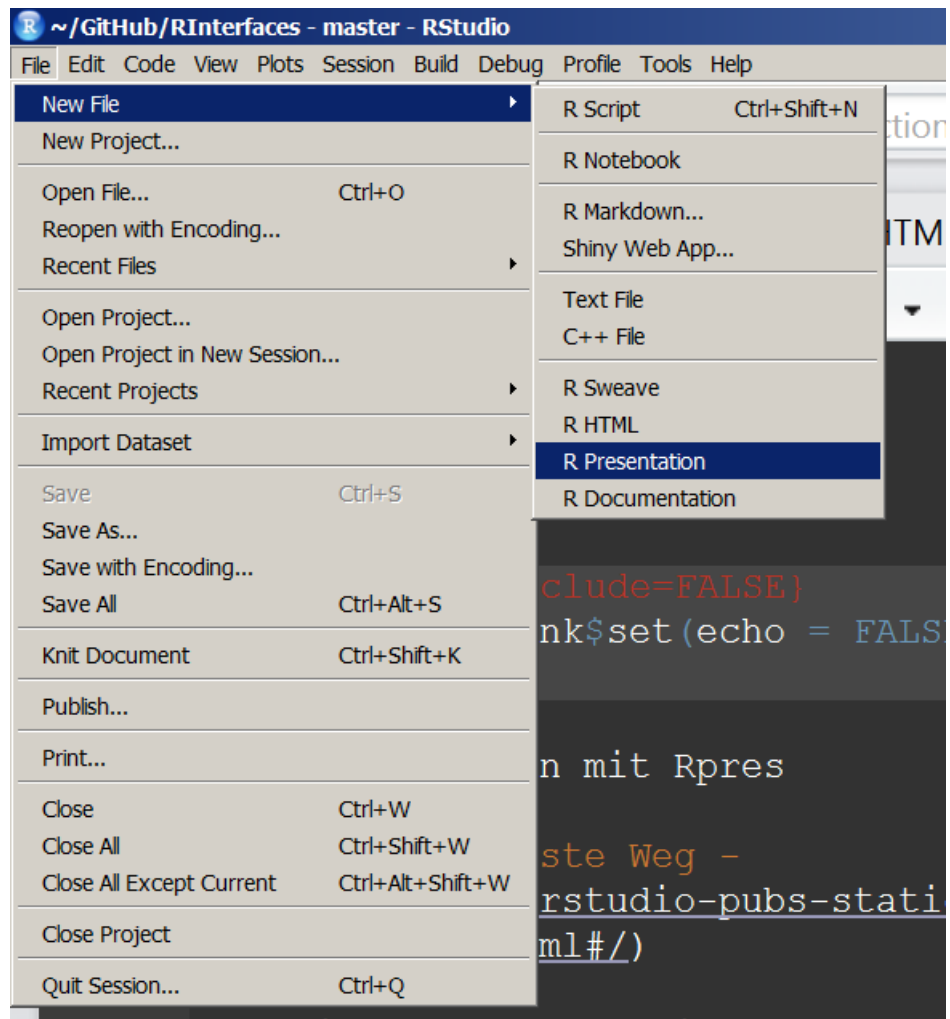 ~/GitHub/RInterfaces - master - RStudio
File Edit Code View Plots Session Build Debug Profile Tools Help
New File
New Project...
Open File... Ctrl+O
Reopen with Encoding...
Recent Files
Open Project...
Open Project in New Session...
Recent Projects
Import Dataset
Save Ctrl+S
Save As...
Save with Encoding...
Save All Ctrl+Alt+S
Knit Document Ctrl+Shift+K
Publish...
Print...
Close Ctrl+W
Close All Ctrl+Shift+W
Close All Except Current Ctrl+Alt+Shift+W
Close Project
Quit Session... Ctrl+Q
R Script Ctrl+Shift+N
R Notebook
R Markdown...
Shiny Web App...
Text File
C++ File
R Sweave
R HTML
R Presentation
R Documentation
clude=FALSE}
nk$set(echo = FALS
n mit Rpres
ste Weg -
rstudio-pubs-stati
ml#/)